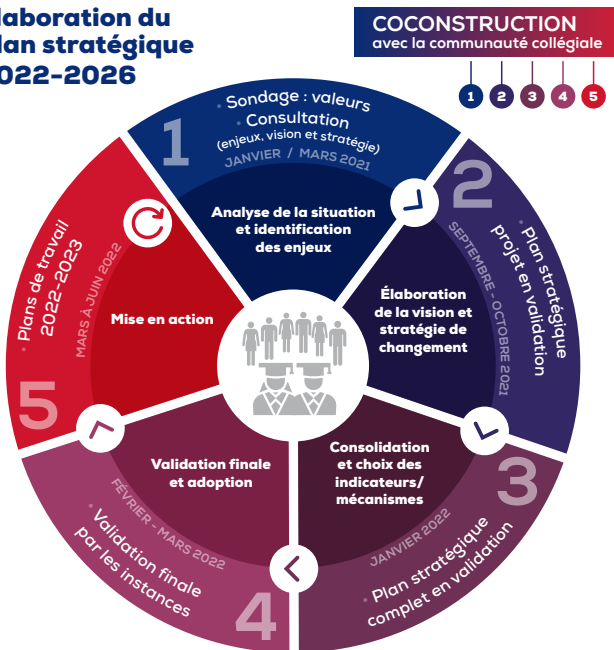 laboration du
lan stratégique
022-2026
COCONSTRUCTION
avec la communauté collégiale
1 2 3 4 5
1
• Sondage : valeurs
• Consultation
(enjeux, vision et stratégie)
JANVIER / MARS 2021
Analyse de la situation
et identification
des enjeux
2
• Plan stratégique
projet en validation
SEPTEMBRE - OCTOBRE 2021
Élaboration
de la vision et
stratégie de
changement
3
Consolidation
et choix des
indicateurs/
mécanismes
JANVIER 2022
• Plan stratégique
complet en validation
4
Validation finale
et adoption
FÉVRIER - MARS 2022
• Validation finale
par les instances
5
• Plans de travail
2022-2023
MARS À JUIN 2022
Mise en action